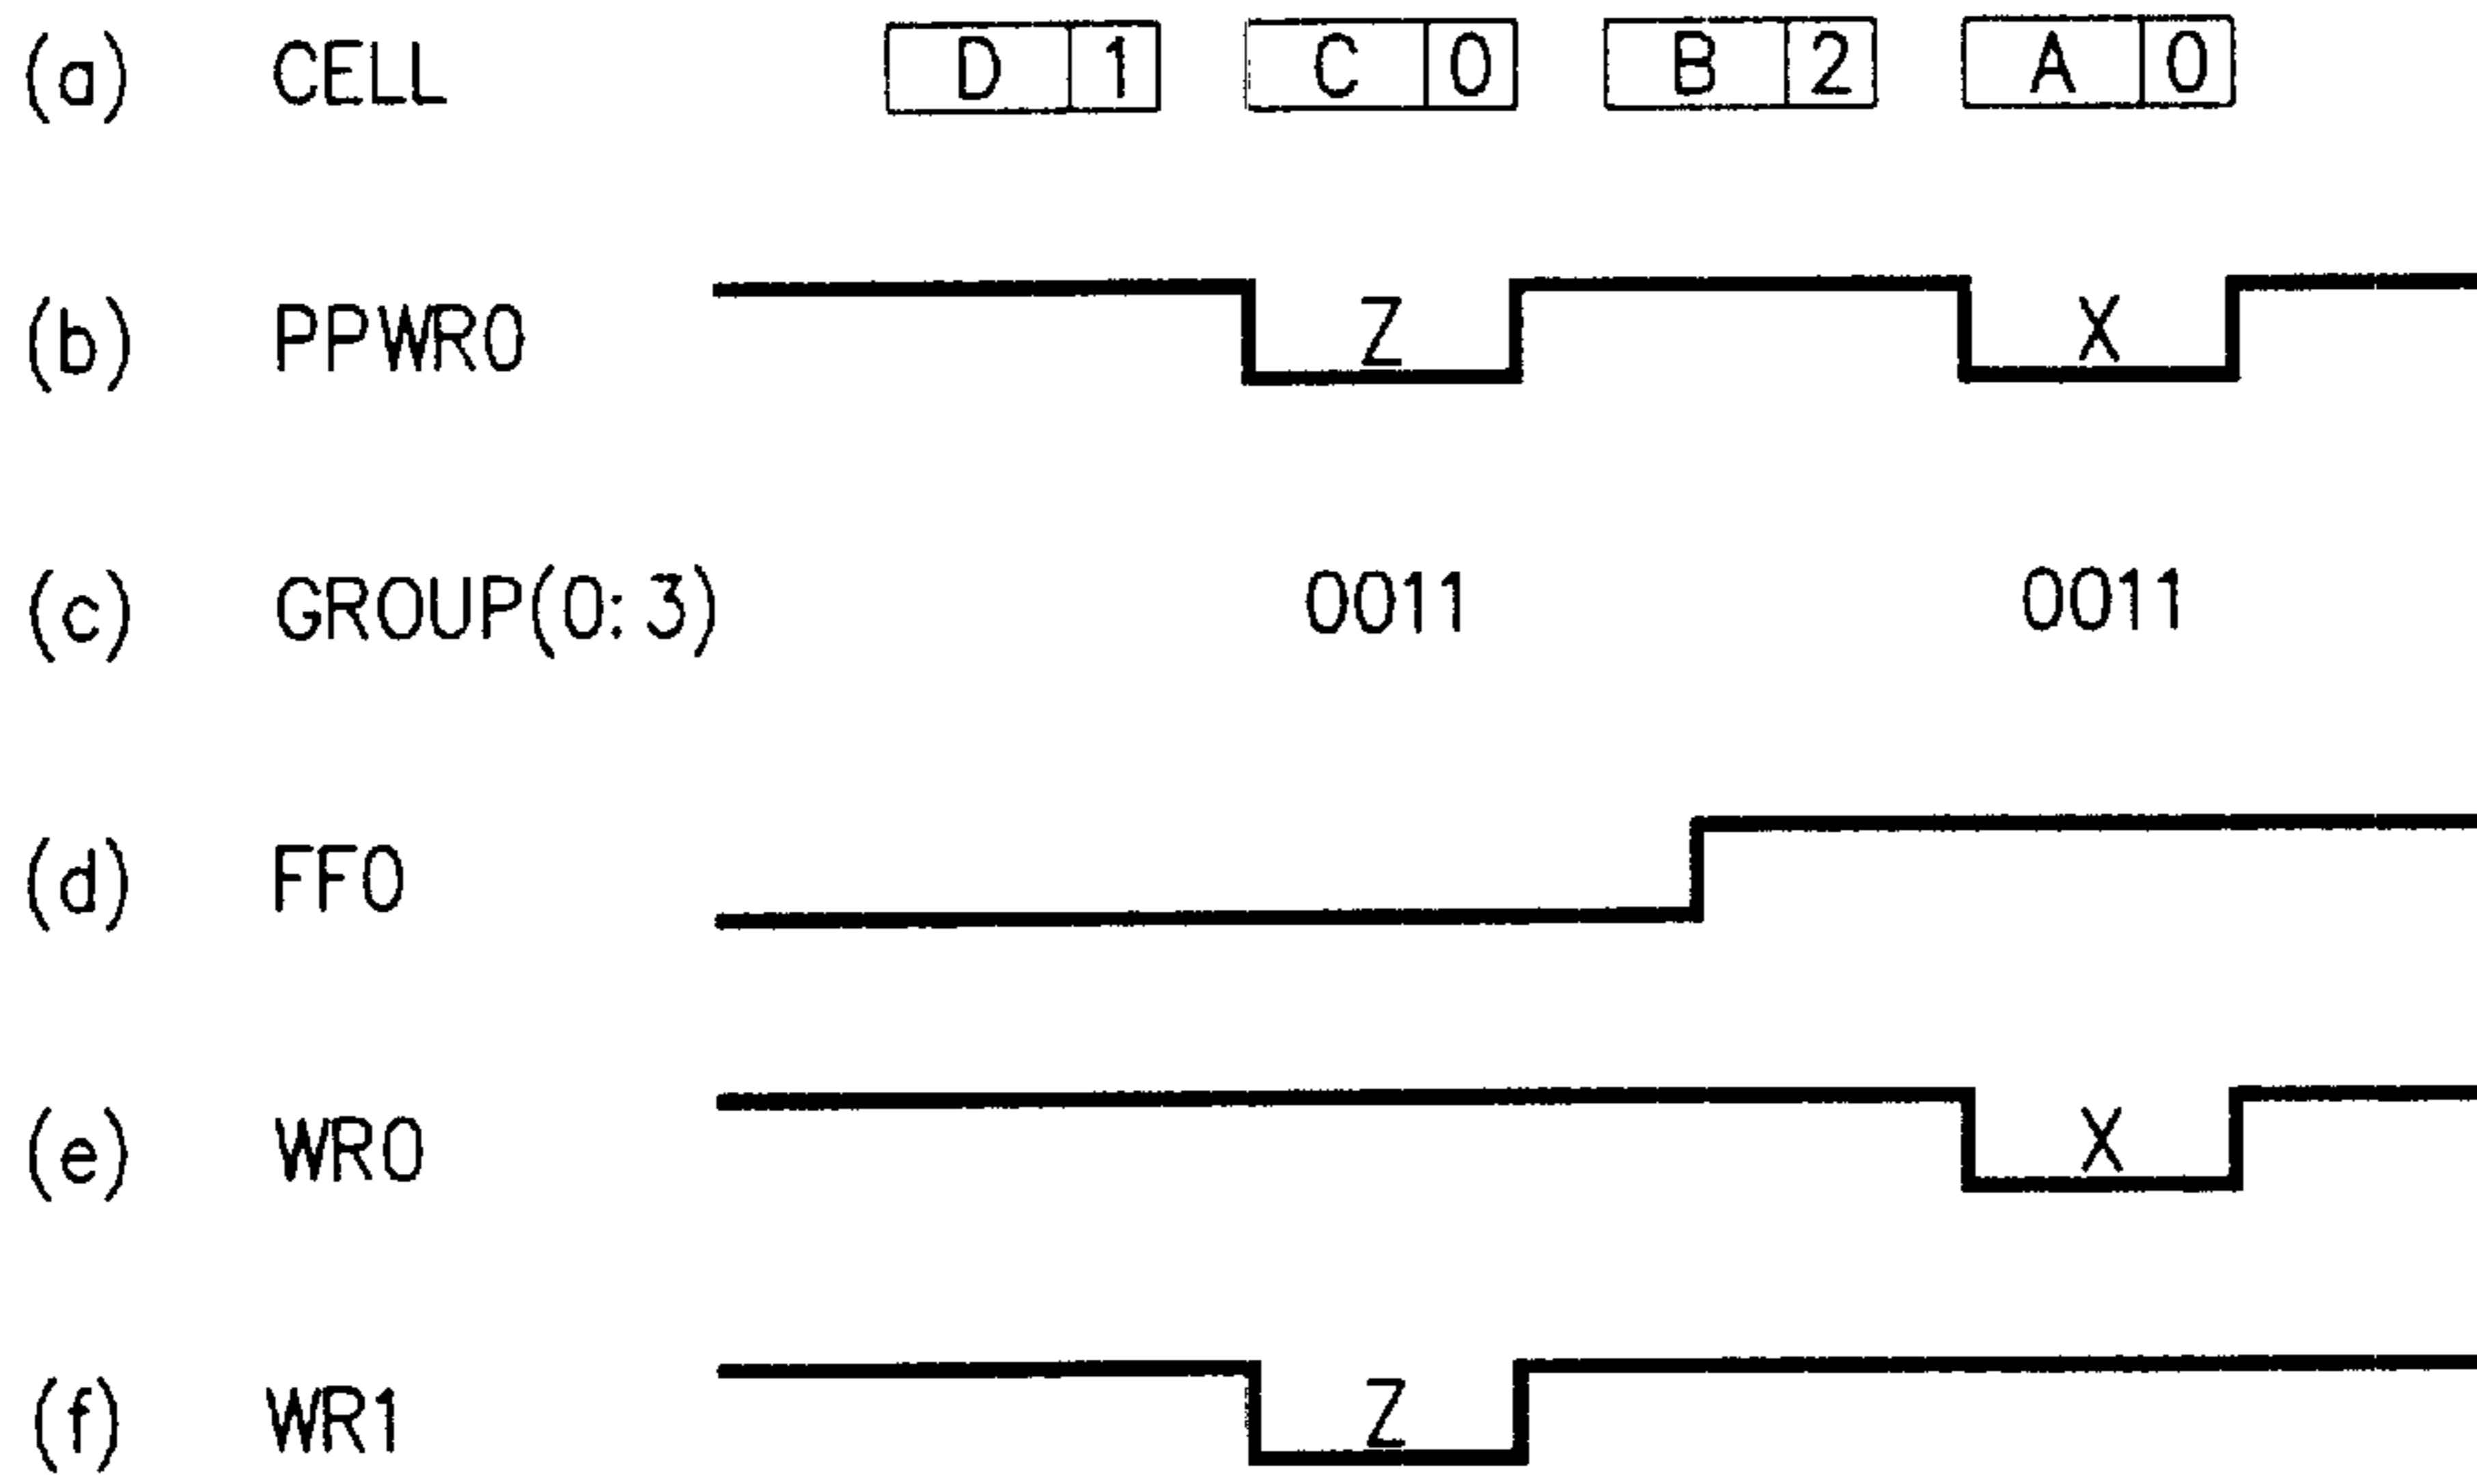 (a) CELL D 1 C 0 B 2 A 0
(b) PPWR0 Z X
(c) GROUP(0:3) 0011 0011
(d) FF0
(e) WR0 X
(f) WR1 Z